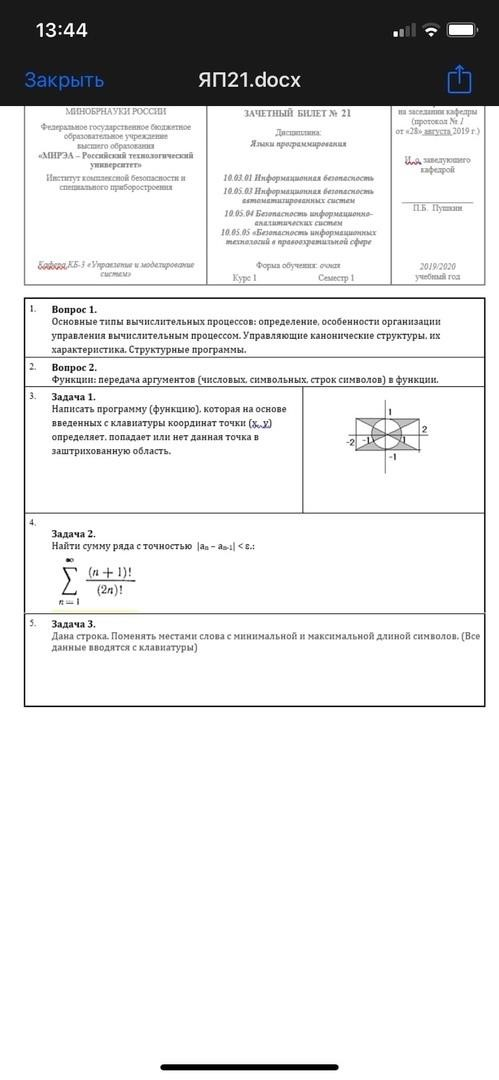 13:44
Закрыть
ЯП21.docx
МИНОБРНАУКИ РОССИИ
Федеральное государственное бюджетное
образовательное учреждение
высшего образования
«МИРЭА – Российский технологический
университет»
Институт комплексной безопасности и
специального приборостроения
Кафера КБ-3 «Управление и моделирование
систем»
ЗАЧЕТНЫЙ БИЛЕТ № 21
Дисциплина:
Языки программирования
10.03.01 Информационная безопасность
10.05.03 Информационная безопасность
автоматизированных систем
10.05.04 Безопасность информационно-
аналитических систем
10.05.05 «Безопасность информационных
технологий в правоохранительной сфере
Форма обучения: очная
Курс 1 Семестр 1
на заседании кафедры
(протокол № 1
от «28» августа 2019 г.)
И.о. заведующего
кафедрой
П.Б. Пушкин
2019/2020
учебный год
1. Вопрос 1.
Основные типы вычислительных процессов: определение, особенности организации
управления вычислительным процессом. Управляющие канонические структуры, их
характеристика. Структурные программы.
2. Вопрос 2.
Функции: передача аргументов (числовых, символьных, строк символов) в функции.
3. Задача 1.
Написать программу (функцию), которая на основе
введенных с клавиатуры координат точки (x, y)
определяет, попадает или нет данная точка в
заштрихованную область.
1
2
-2 -1 1
-1
4.
Задача 2.
Найти сумму ряда с точностью |aₙ – aₙ₋₁| < ε.:
∞
∑ (n + 1)! / (2n)!
n = 1
5. Задача 3.
Дана строка. Поменять местами слова с минимальной и максимальной длиной символов. (Все
данные вводятся с клавиатуры)